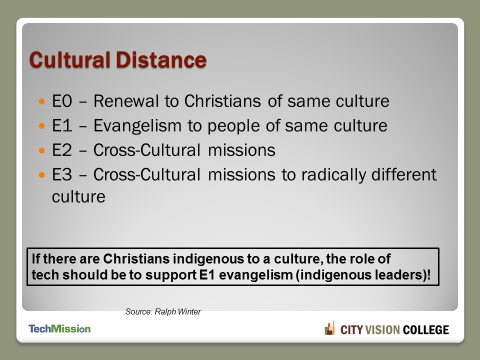 Cultural Distance
• E0 – Renewal to Christians of same culture
• E1 – Evangelism to people of same culture
• E2 – Cross-Cultural missions
• E3 – Cross-Cultural missions to radically different
culture
If there are Christians indigenous to a culture, the role of
tech should be to support E1 evangelism (indigenous leaders)!
Source: Ralph Winter
TechMission
CITY VISION COLLEGE